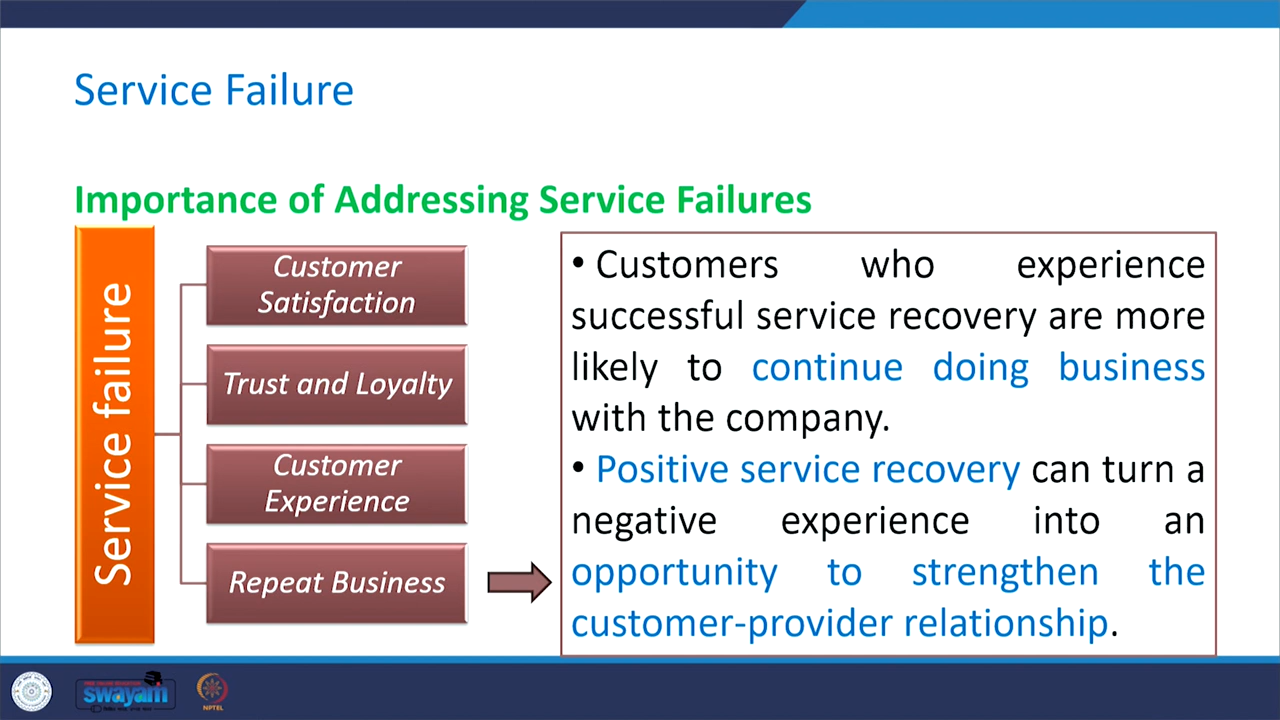 Service Failure
Importance of Addressing Service Failures
Service failure
Customer
Satisfaction
Trust and Loyalty
Customer
Experience
Repeat Business
• Customers who experience
successful service recovery are more
likely to continue doing business
with the company.
• Positive service recovery can turn a
negative experience into an
opportunity to strengthen the
customer-provider relationship.
swayam
NPTEL